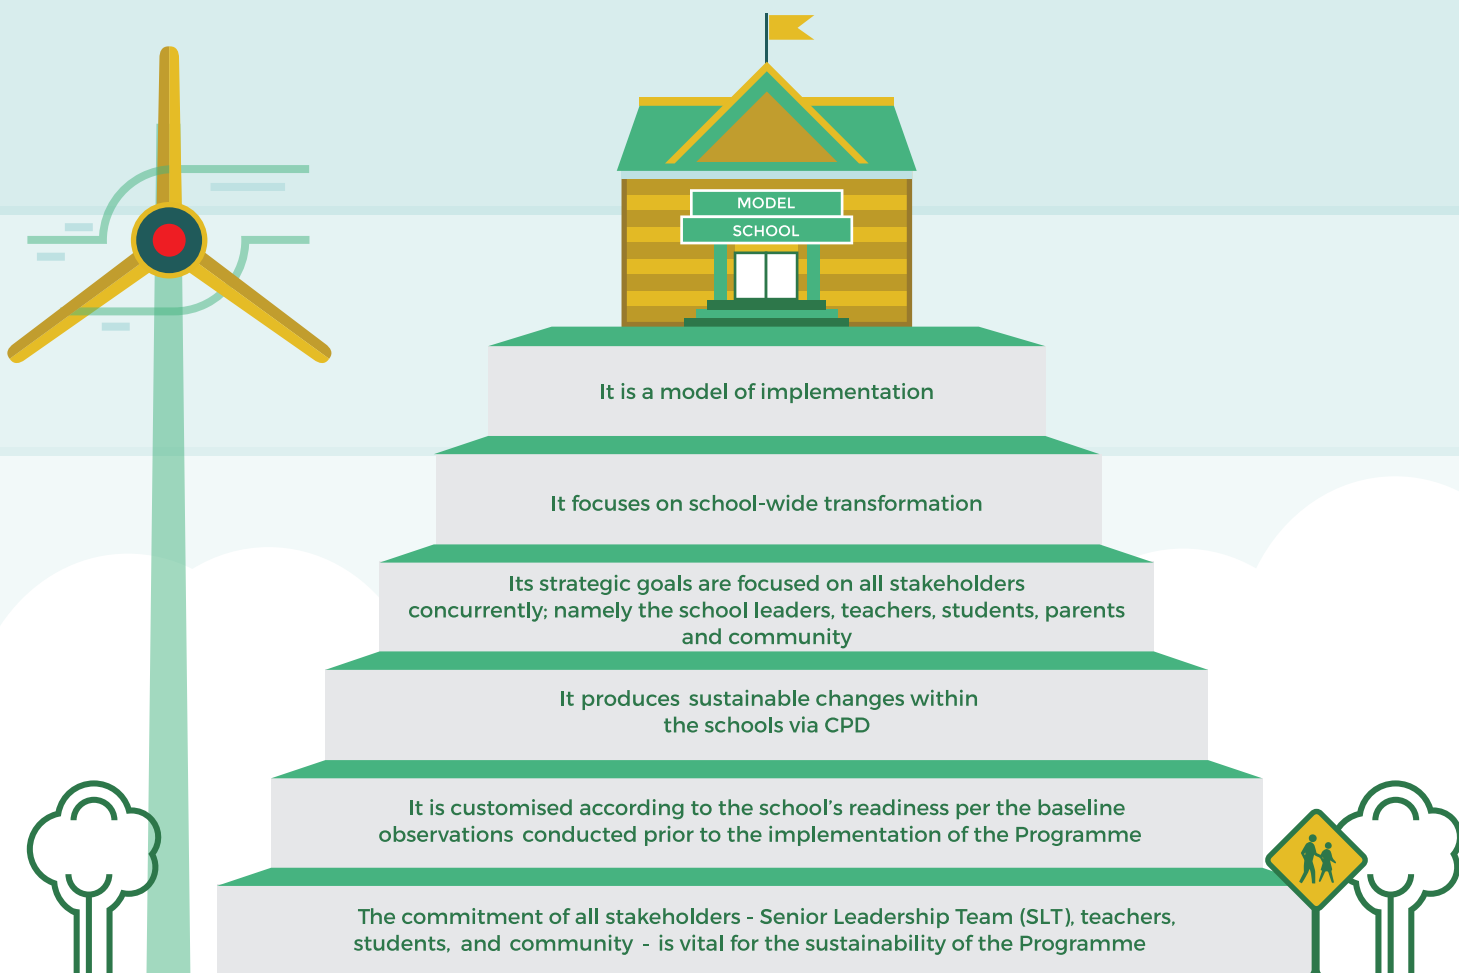 MODEL
SCHOOL
It is a model of implementation
It focuses on school-wide transformation
Its strategic goals are focused on all stakeholders
concurrently; namely the school leaders, teachers, students, parents
and community
It produces sustainable changes within
the schools via CPD
It is customised according to the school’s readiness per the baseline
observations conducted prior to the implementation of the Programme
The commitment of all stakeholders - Senior Leadership Team (SLT), teachers,
students, and community - is vital for the sustainability of the Programme